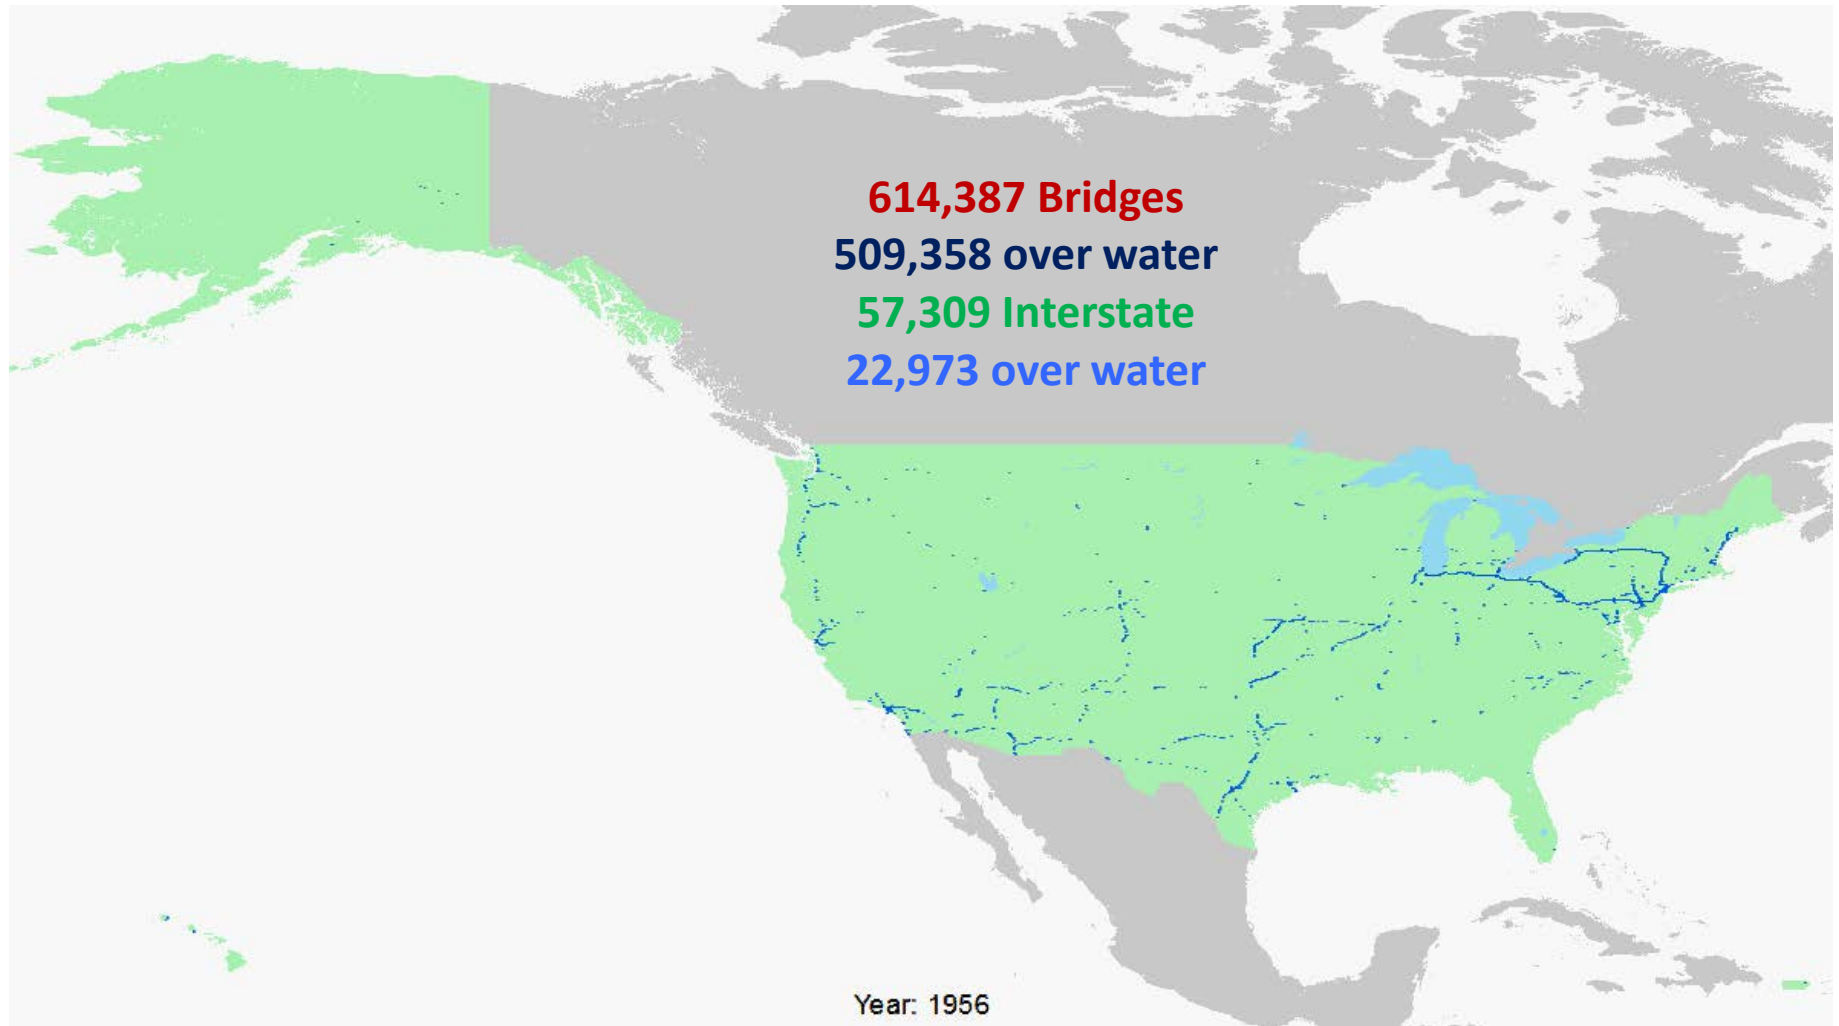 614,387 Bridges
509,358 over water
57,309 Interstate
22,973 over water
Year: 1956